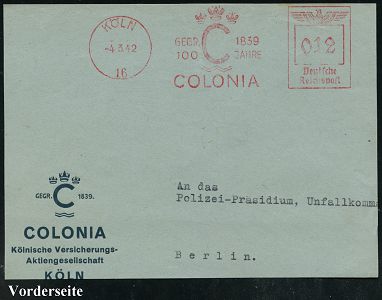 KÖLN
-4.3.42
16
GEGR. 1839
100 JAHRE
C
COLONIA
012
Deutsche
Reichspost
An das
Polizei-Präsidium, Unfallkomm
Berlin.
GEGR. C 1839.
COLONIA
Kölnische Versicherungs-
Aktiengesellschaft
KÖLN
Vorderseite